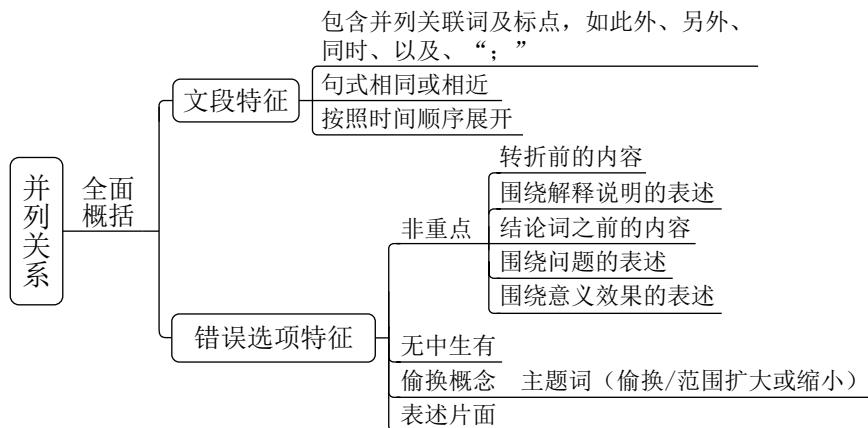 并列关系
全面
概括
文段特征
包含并列关联词及标点，如此外、另外、
同时、以及、“；”
句式相同或相近
按照时间顺序展开
错误选项特征
非重点
转折前的内容
围绕解释说明的表述
结论词之前的内容
围绕问题的表述
围绕意义效果的表述
无中生有
偷换概念　主题词（偷换/范围扩大或缩小）
表述片面